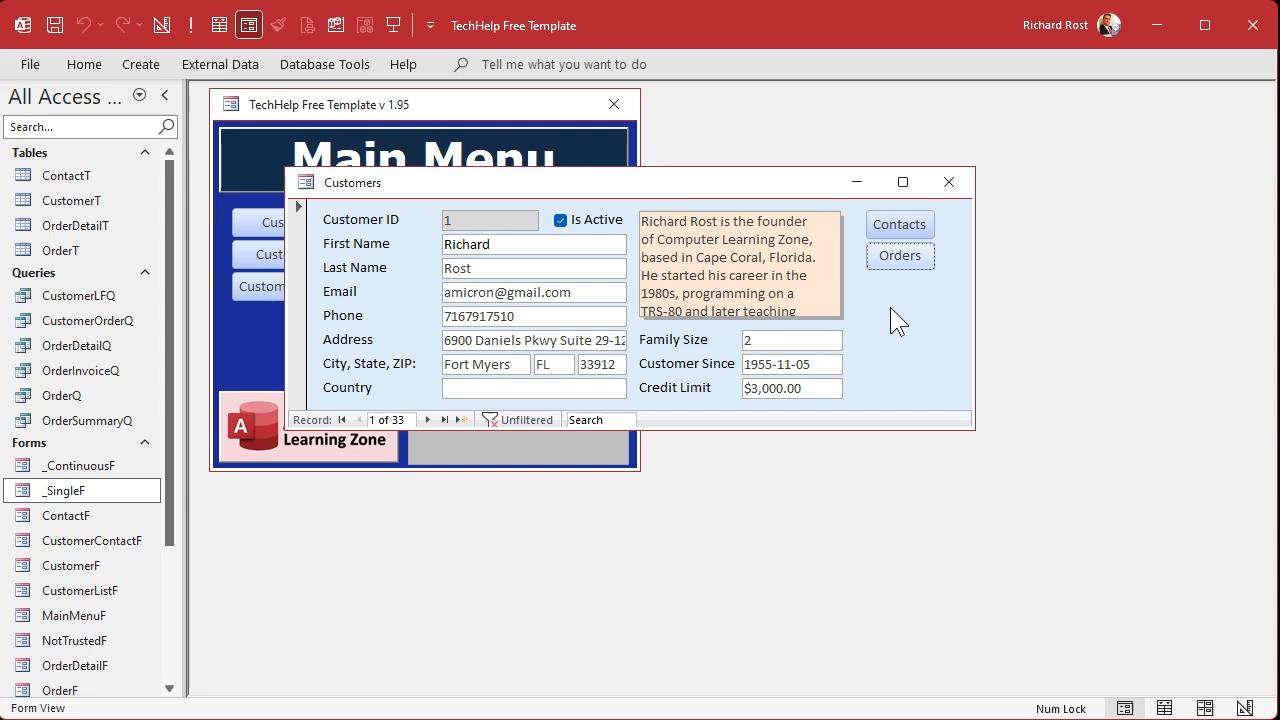 TechHelp Free Template
Richard Rost
File Home Create External Data Database Tools Help Tell me what you want to do
All Access ...
Search...
Tables
ContactT
CustomerT
OrderDetailT
OrderT
Queries
CustomerLFQ
CustomerOrderQ
OrderDetailQ
OrderInvoiceQ
OrderQ
OrderSummaryQ
Forms
_ContinuousF
_SingleF
ContactF
CustomerContactF
CustomerF
CustomerListF
MainMenuF
NotTrustedF
OrderDetailF
OrderF
TechHelp Free Template v 1.95
Main Menu
Cus
Cust
Custom
A
Learning Zone
Customers
Customer ID 1 Is Active
First Name Richard
Last Name Rost
Email amicron@gmail.com
Phone 7167917510
Address 6900 Daniels Pkwy Suite 29-12
City, State, ZIP: Fort Myers FL 33912
Country
Richard Rost is the founder
of Computer Learning Zone,
based in Cape Coral, Florida.
He started his career in the
1980s, programming on a
TRS-80 and later teaching
Family Size 2
Customer Since 1955-11-05
Credit Limit $3,000.00
Contacts
Orders
Record: 1 of 33 Unfiltered Search
Form View
Num Lock